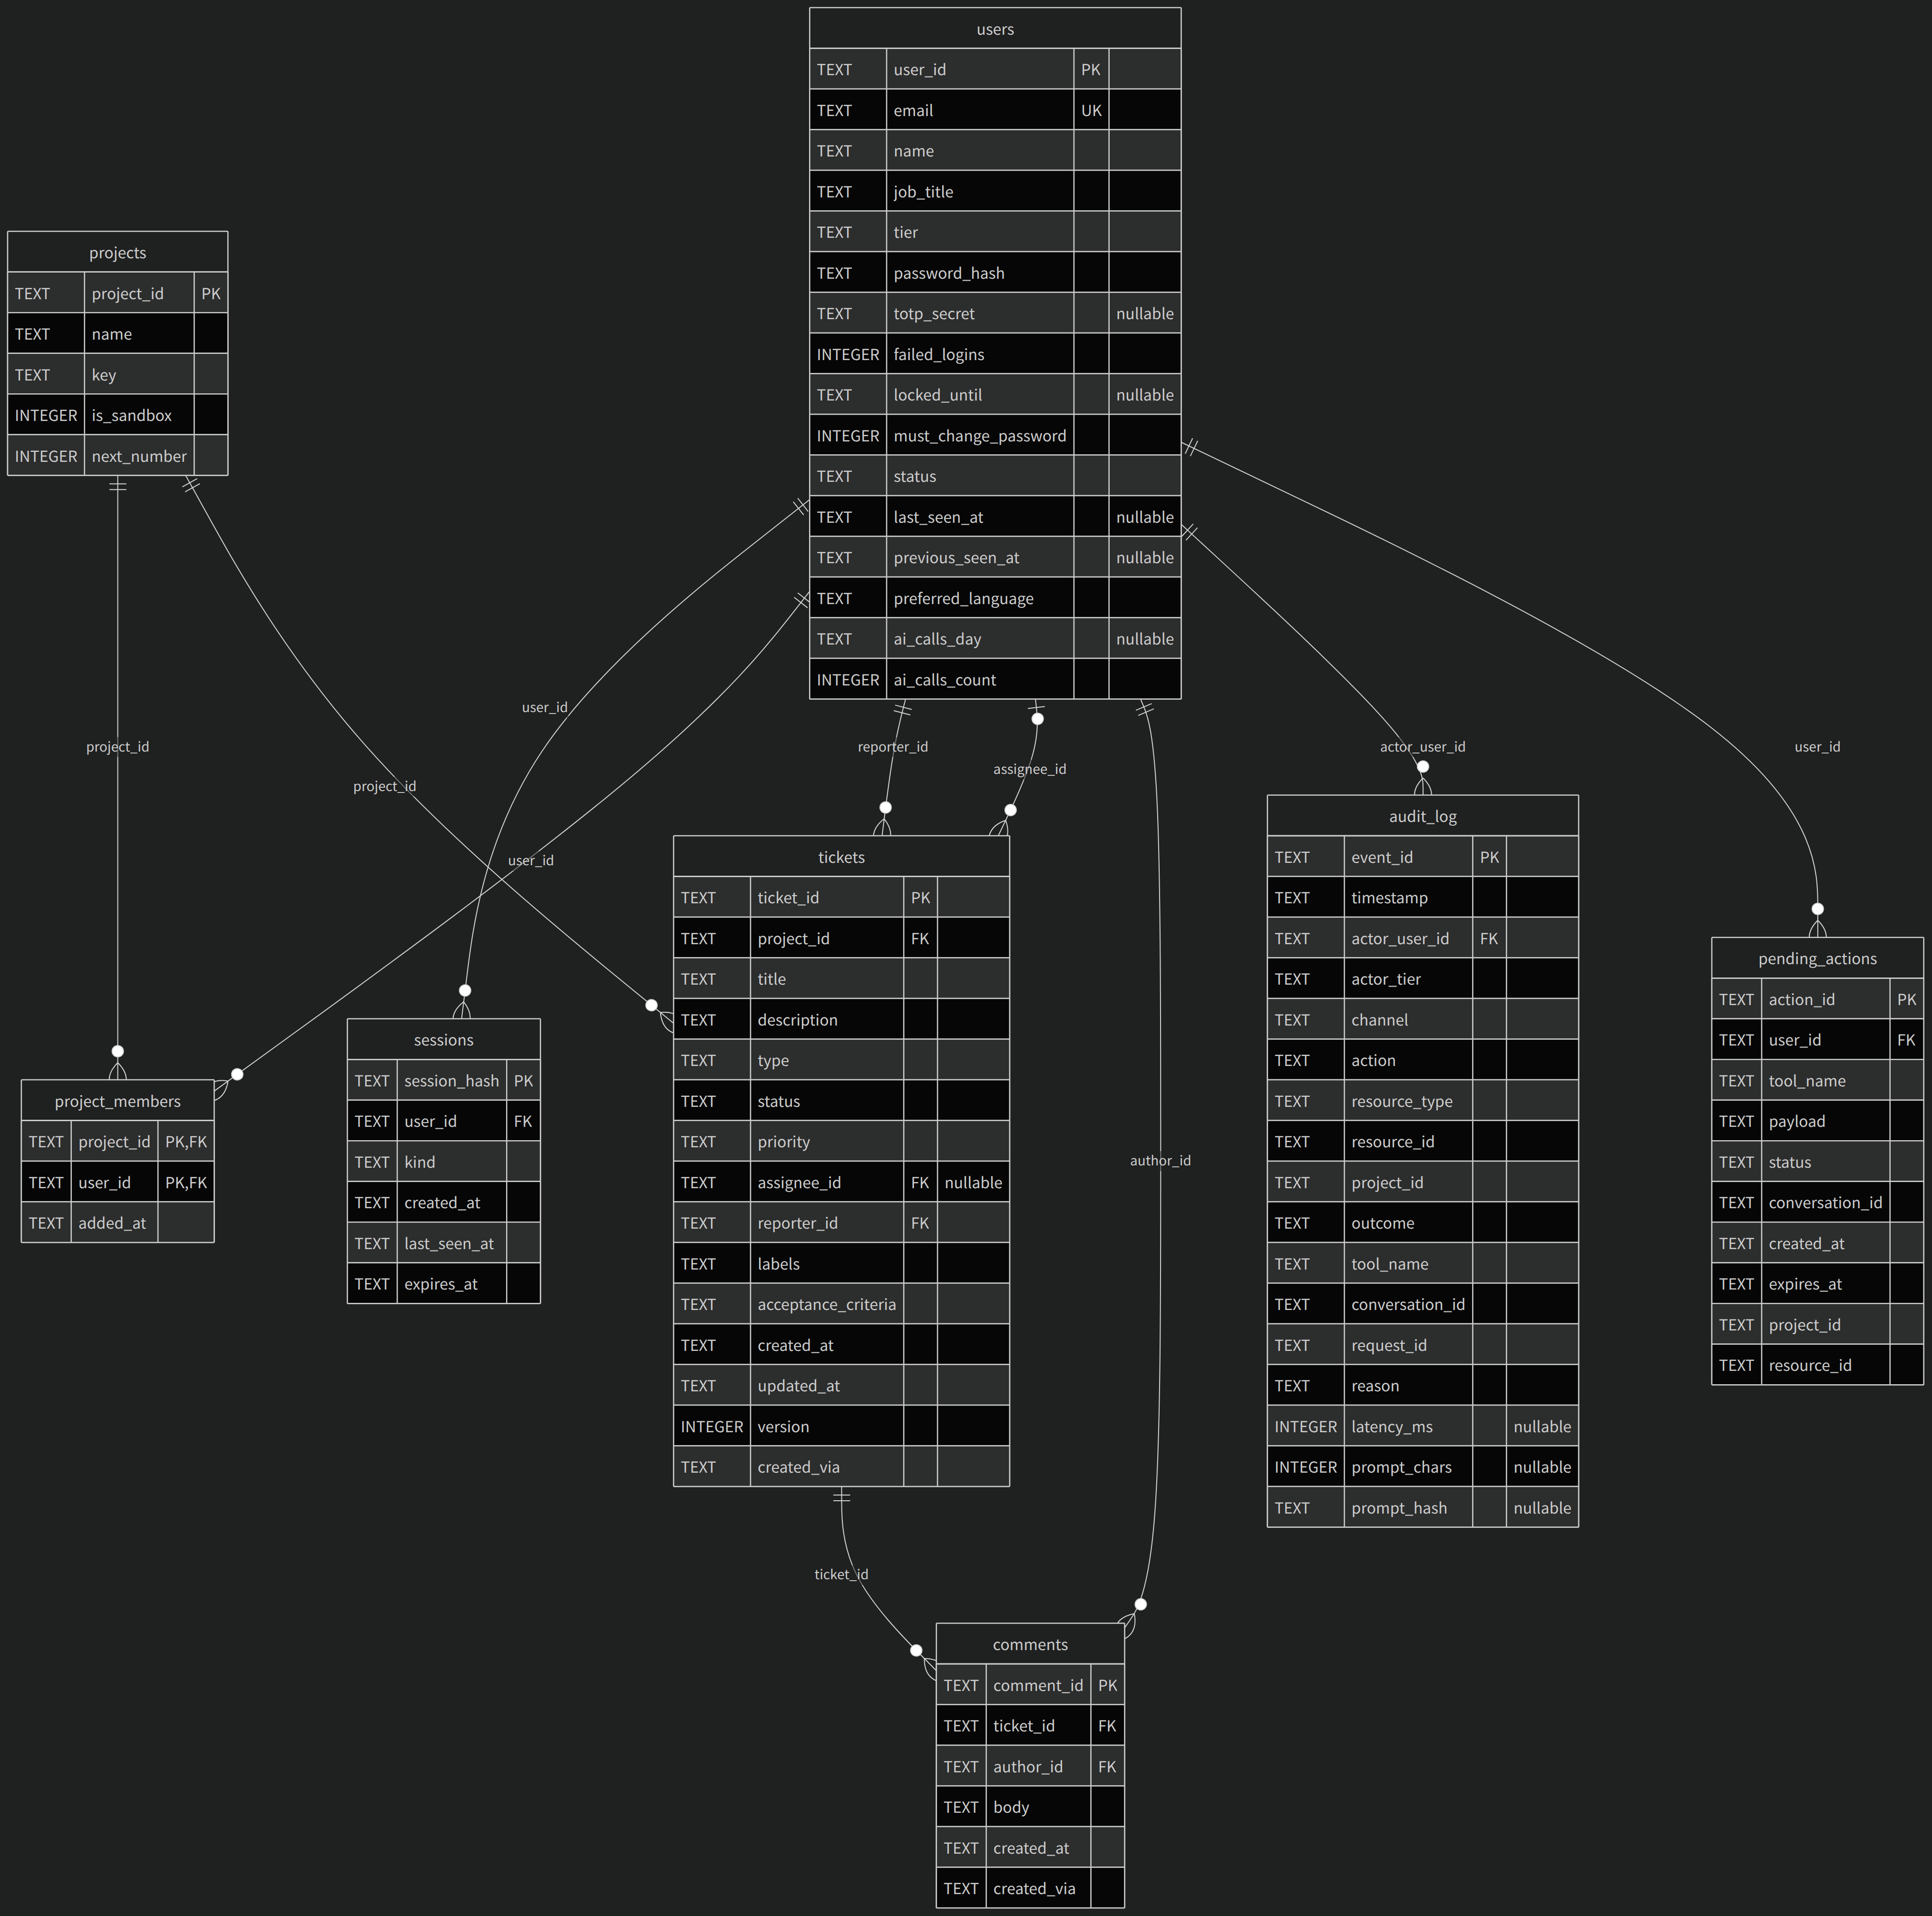 users
TEXT user_id PK
TEXT email UK
TEXT name
TEXT job_title
TEXT tier
TEXT password_hash
TEXT totp_secret nullable
INTEGER failed_logins
TEXT locked_until nullable
INTEGER must_change_password
TEXT status
TEXT last_seen_at nullable
TEXT previous_seen_at nullable
TEXT preferred_language
TEXT ai_calls_day nullable
INTEGER ai_calls_count
projects
TEXT project_id PK
TEXT name
TEXT key
INTEGER is_sandbox
INTEGER next_number
user_id
project_id
reporter_id
actor_user_id
user_id
assignee_id
project_id
user_id
author_id
ticket_id
project_members
TEXT project_id PK,FK
TEXT user_id PK,FK
TEXT added_at
sessions
TEXT session_hash PK
TEXT user_id FK
TEXT kind
TEXT created_at
TEXT last_seen_at
TEXT expires_at
tickets
TEXT ticket_id PK
TEXT project_id FK
TEXT title
TEXT description
TEXT type
TEXT status
TEXT priority
TEXT assignee_id FK nullable
TEXT reporter_id FK
TEXT labels
TEXT acceptance_criteria
TEXT created_at
TEXT updated_at
INTEGER version
TEXT created_via
audit_log
TEXT event_id PK
TEXT timestamp
TEXT actor_user_id FK
TEXT actor_tier
TEXT channel
TEXT action
TEXT resource_type
TEXT resource_id
TEXT project_id
TEXT outcome
TEXT tool_name
TEXT conversation_id
TEXT request_id
TEXT reason
INTEGER latency_ms nullable
INTEGER prompt_chars nullable
TEXT prompt_hash nullable
pending_actions
TEXT action_id PK
TEXT user_id FK
TEXT tool_name
TEXT payload
TEXT status
TEXT conversation_id
TEXT created_at
TEXT expires_at
TEXT project_id
TEXT resource_id
comments
TEXT comment_id PK
TEXT ticket_id FK
TEXT author_id FK
TEXT body
TEXT created_at
TEXT created_via